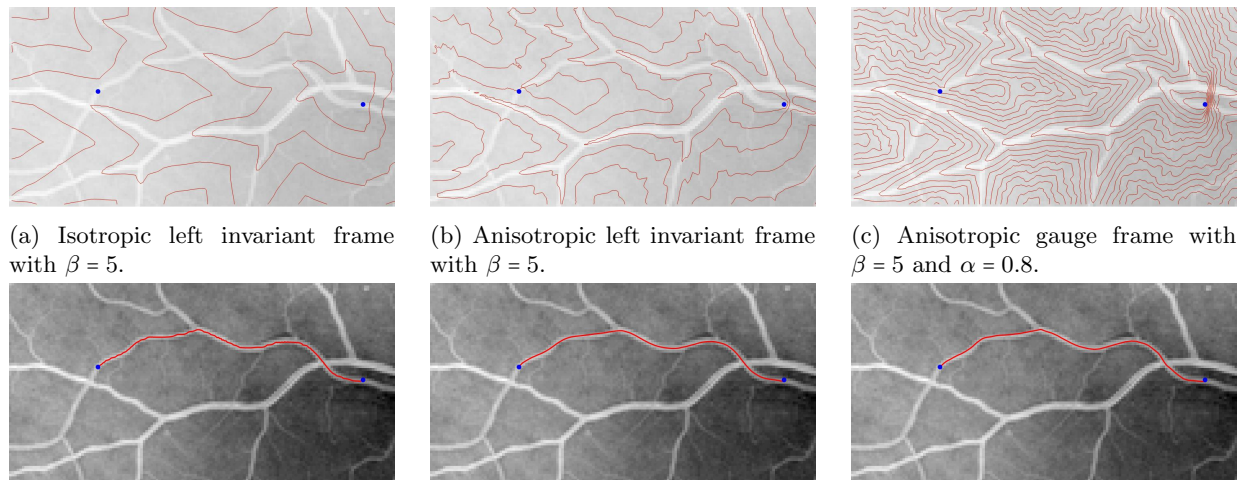 (a) Isotropic left invariant frame
with β = 5.
(b) Anisotropic left invariant frame
with β = 5.
(c) Anisotropic gauge frame with
β = 5 and α = 0.8.